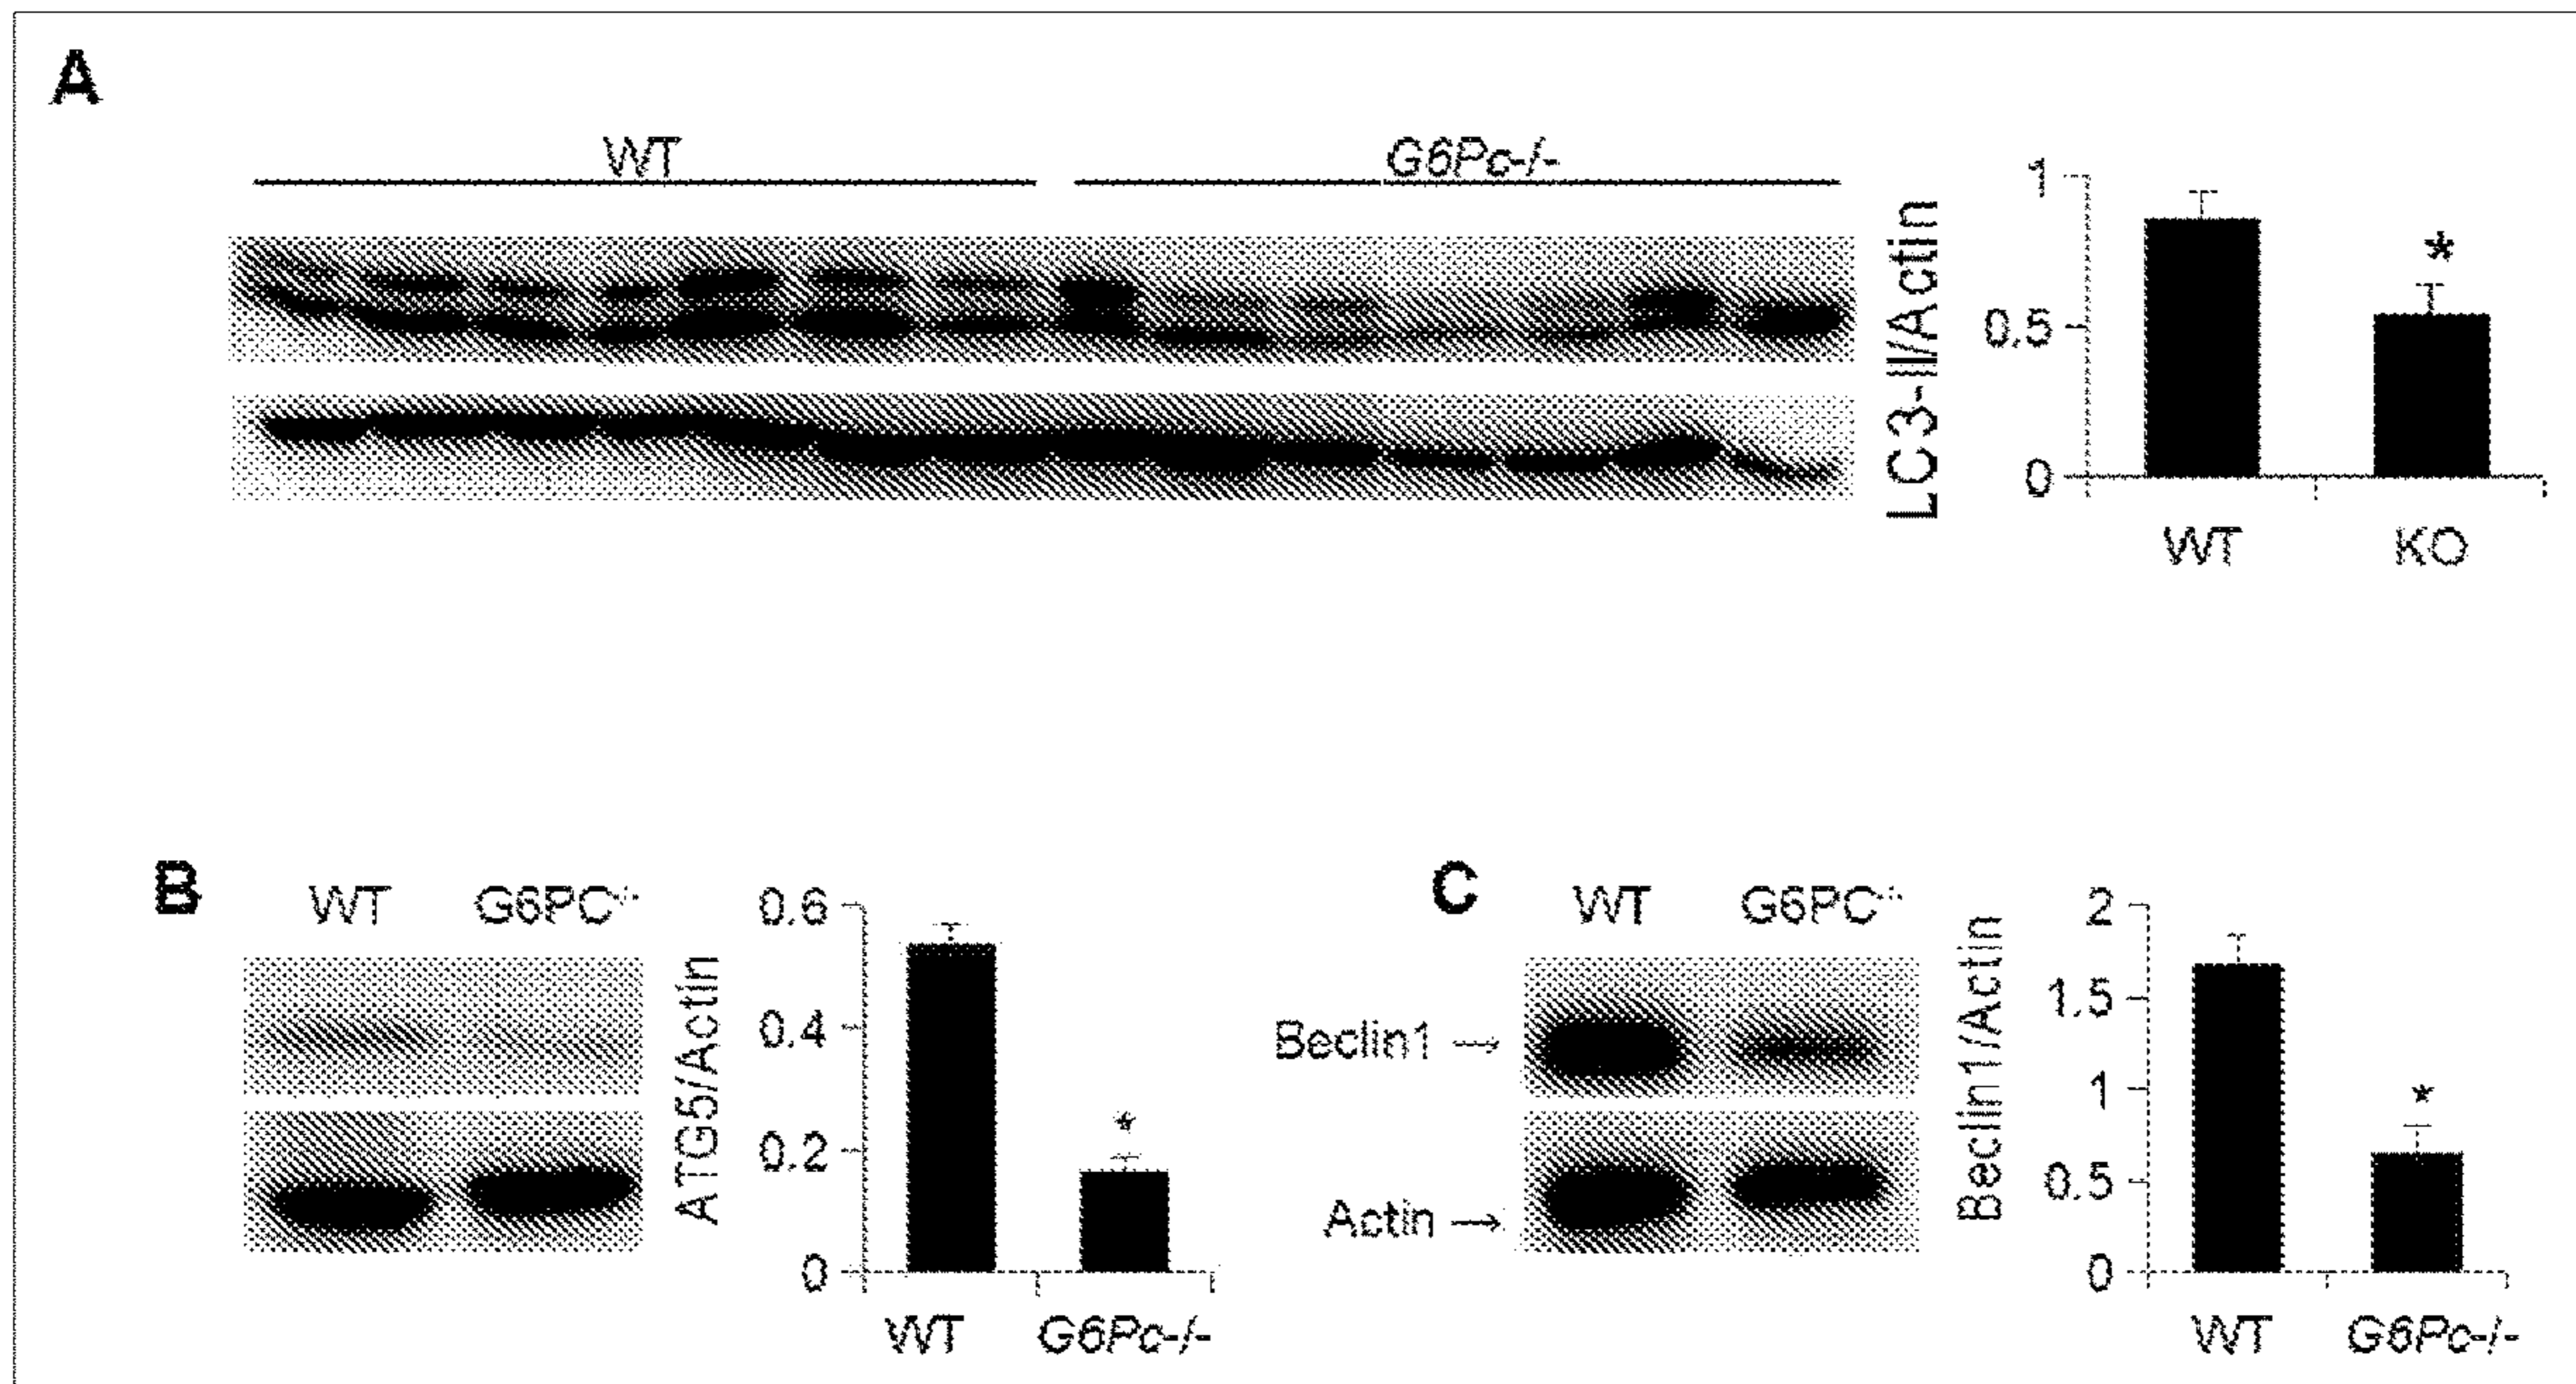 A
WT
G6Pc-/-
LC3-II/Actin
1
0.5
0
WT
KO
*
B
WT
G6PC-/-
ATG5/Actin
0.6
0.4
0.2
0
*
WT
G6Pc-/-
C
WT
G6PC-/-
Beclin1 →
Actin →
Beclin1/Actin
2
1.5
1
0.5
0
*
WT
G6Pc-/-